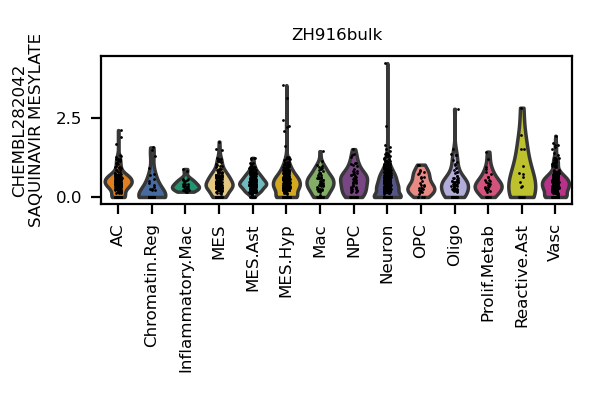 ZH916bulk
CHEMBL282042
SAQUINAVIR MESYLATE
2.5
0.0
AC
Chromatin.Reg
Inflammatory.Mac
MES
MES.Ast
MES.Hyp
Mac
NPC
Neuron
OPC
Oligo
Prolif.Metab
Reactive.Ast
Vasc